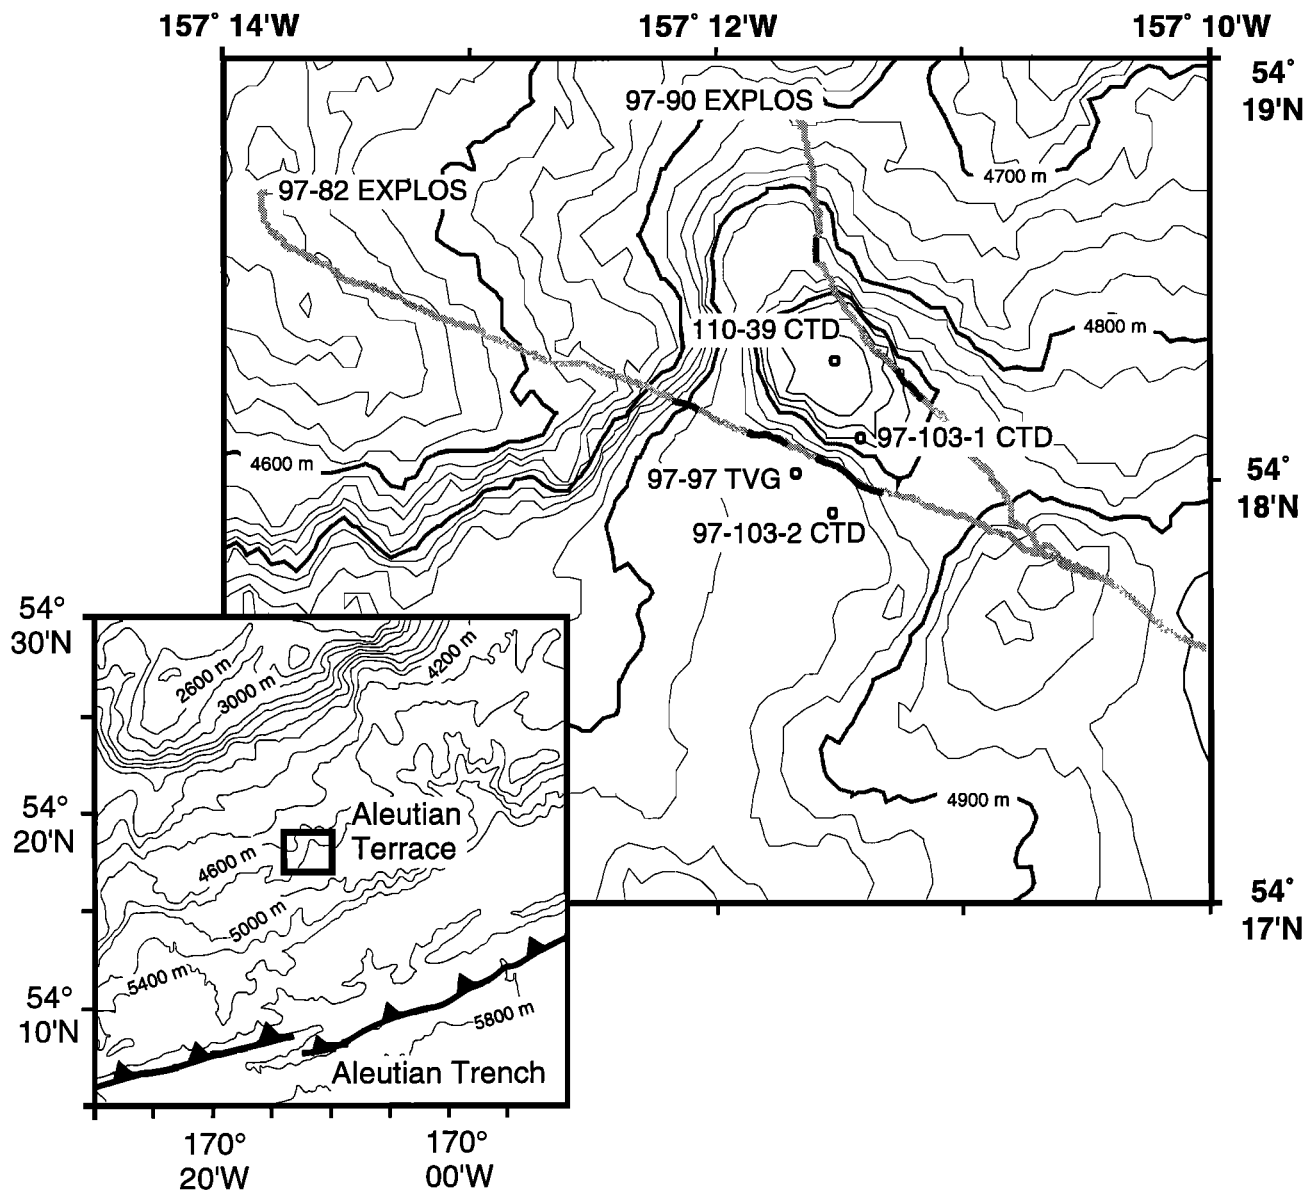 157° 14'W
157° 12'W
157° 10'W
54°
19'N
97-90 EXPLOS
4700 m
97-82 EXPLOS
110-39 CTD
4800 m
97-103-1 CTD
4600 m
97-97 TVG
54°
18'N
97-103-2 CTD
54°
30'N
2600 m
3000 m
4200 m
4900 m
54°
20'N
Aleutian
Terrace
4600 m
54°
17'N
5000 m
5400 m
54°
10'N
5800 m
Aleutian Trench
170°
20'W
170°
00'W